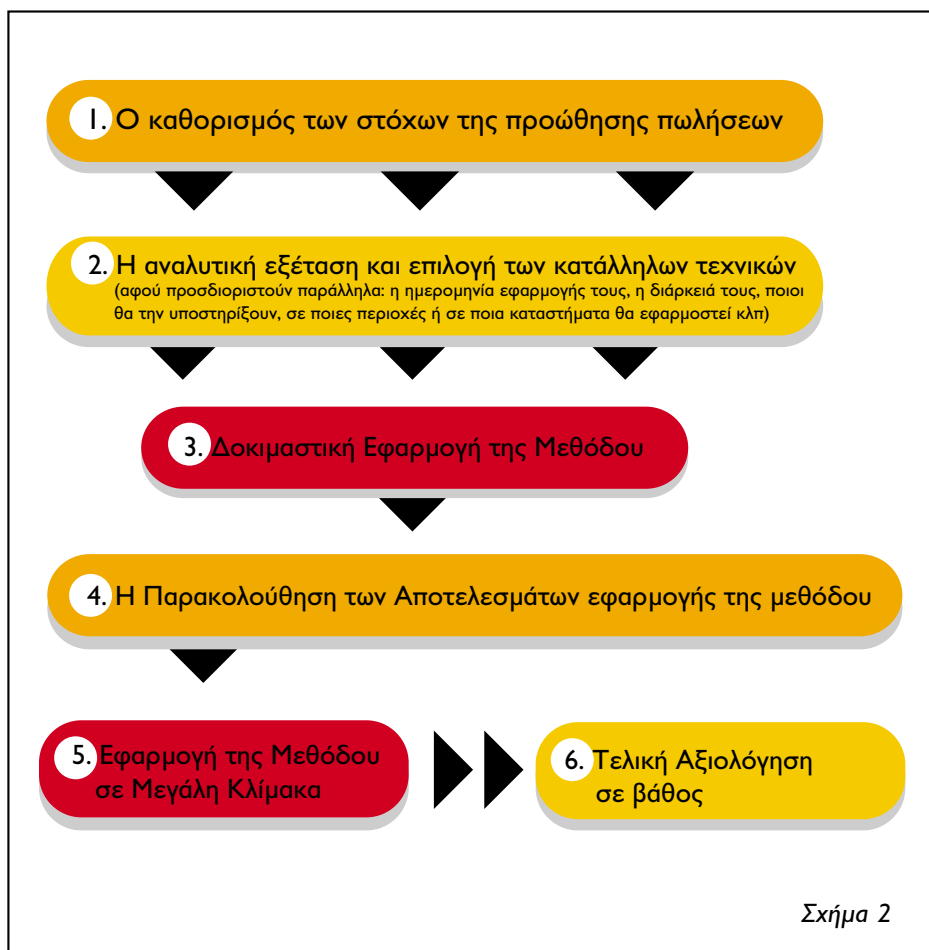 1. Ο καθορισμός των στόχων της προώθησης πωλήσεων
2. Η αναλυτική εξέταση και επιλογή των κατάλληλων τεχνικών
(αφού προσδιοριστούν παράλληλα: η ημερομηνία εφαρμογής τους, η διάρκειά τους, ποιοι
θα την υποστηρίξουν, σε ποιες περιοχές ή σε ποια καταστήματα θα εφαρμοστεί κλπ)
3. Δοκιμαστική Εφαρμογή της Μεθόδου
4. Η Παρακολούθηση των Αποτελεσμάτων εφαρμογής της μεθόδου
5. Εφαρμογή της Μεθόδου
σε Μεγάλη Κλίμακα
6. Τελική Αξιολόγηση
σε βάθος
Σχήμα 2